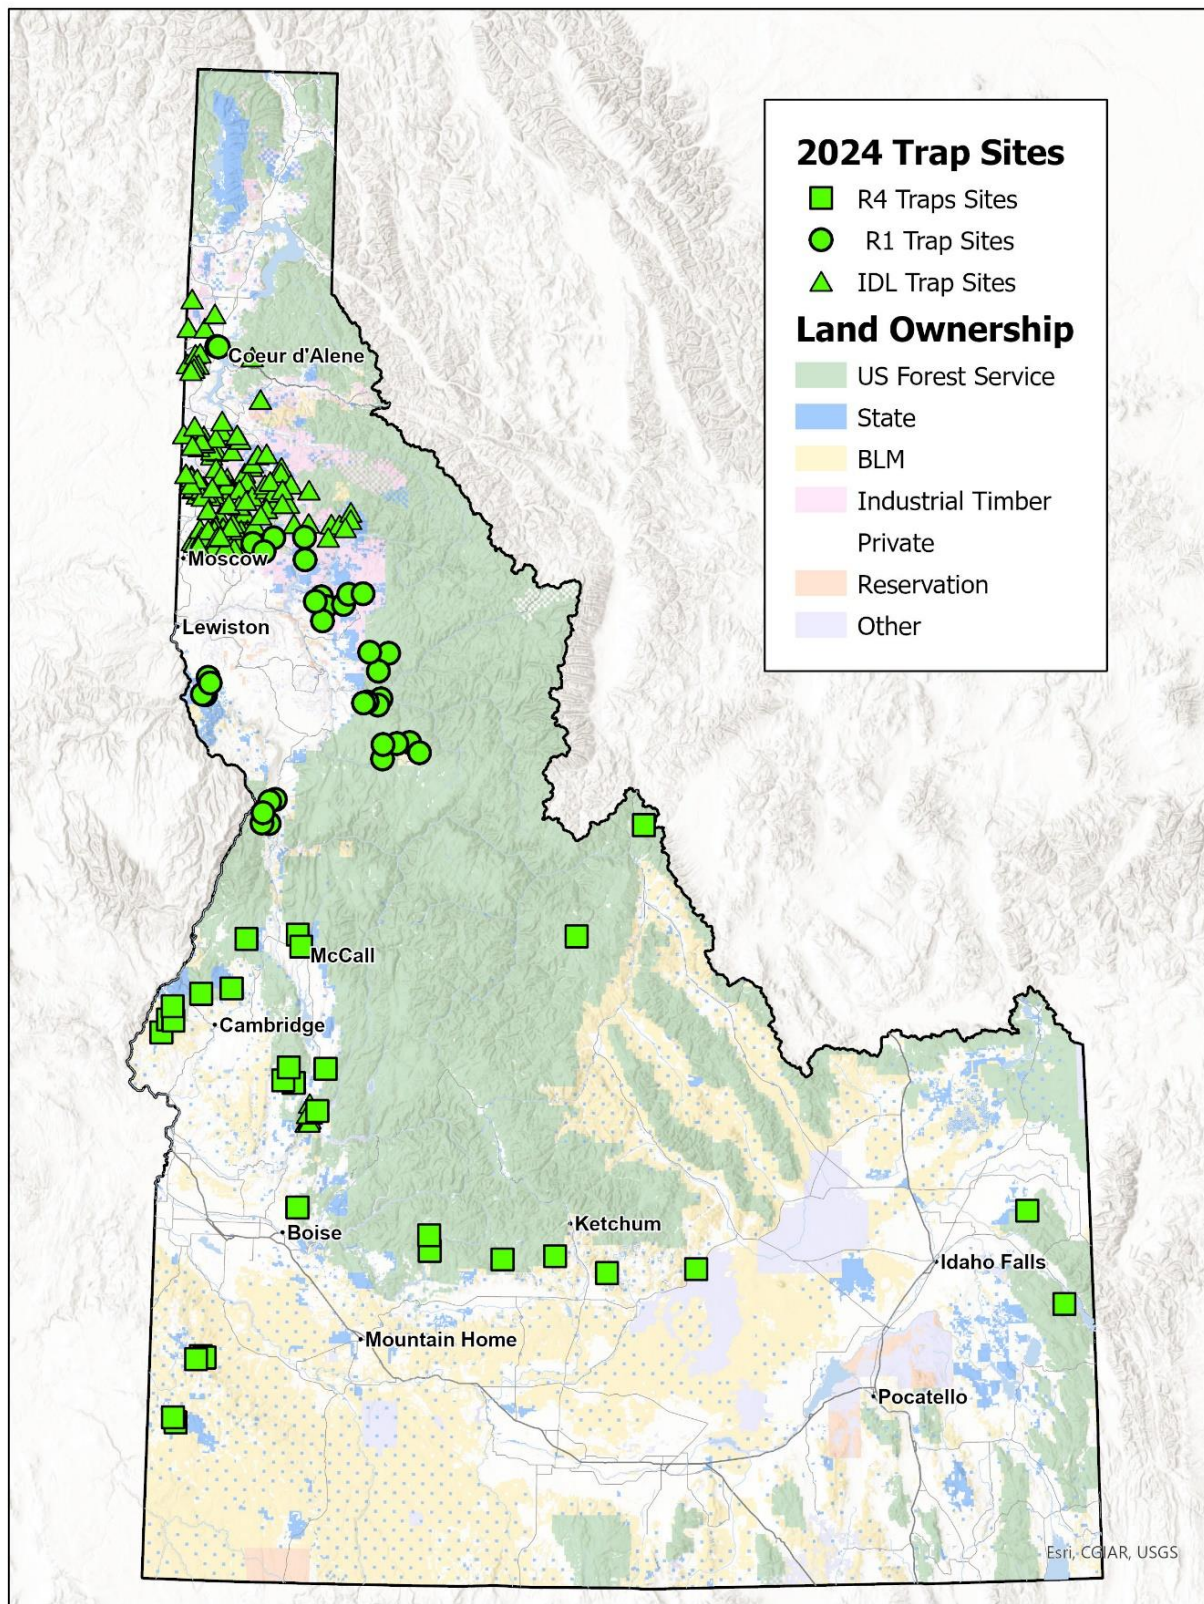 2024 Trap Sites
R4 Traps Sites
R1 Trap Sites
IDL Trap Sites
Land Ownership
US Forest Service
State
BLM
Industrial Timber
Private
Reservation
Other
Coeur d'Alene
Moscow
Lewiston
McCall
Cambridge
Ketchum
Boise
Idaho Falls
Mountain Home
Pocatello
Esri, CGIAR, USGS